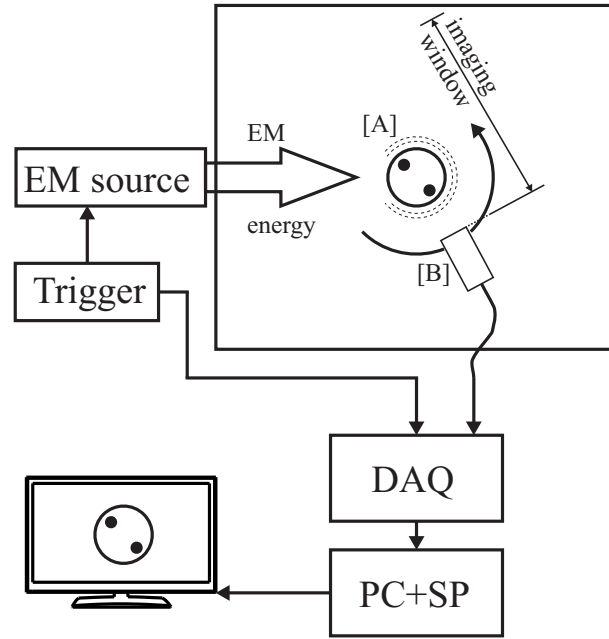 imaging
window
[A]
EM
EM source
energy
[B]
Trigger
DAQ
PC+SP